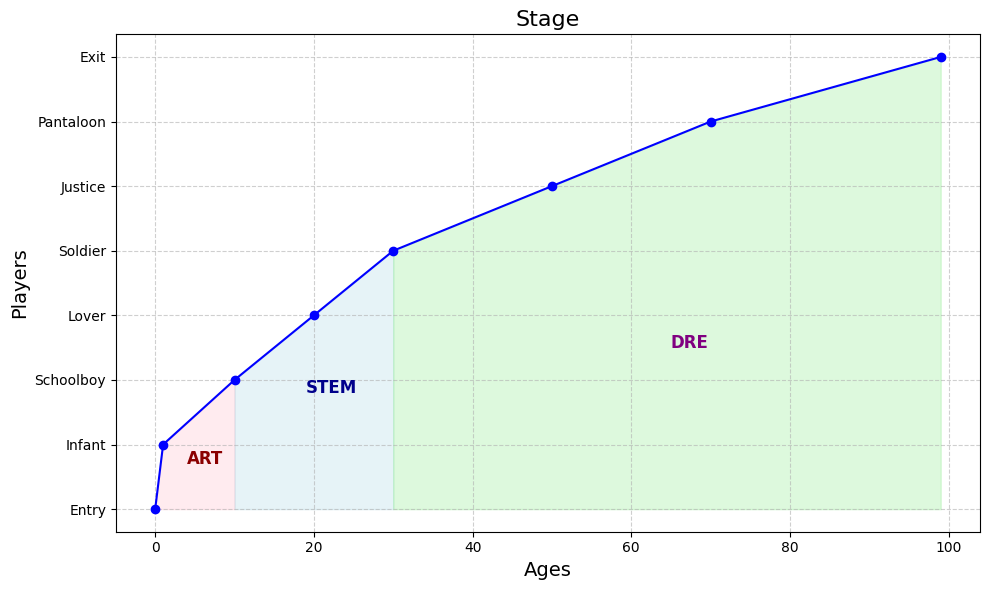 Stage
Players
Exit
Pantaloon
Justice
Soldier
Lover
Schoolboy
Infant
Entry
ART
STEM
DRE
0 20 40 60 80 100
Ages